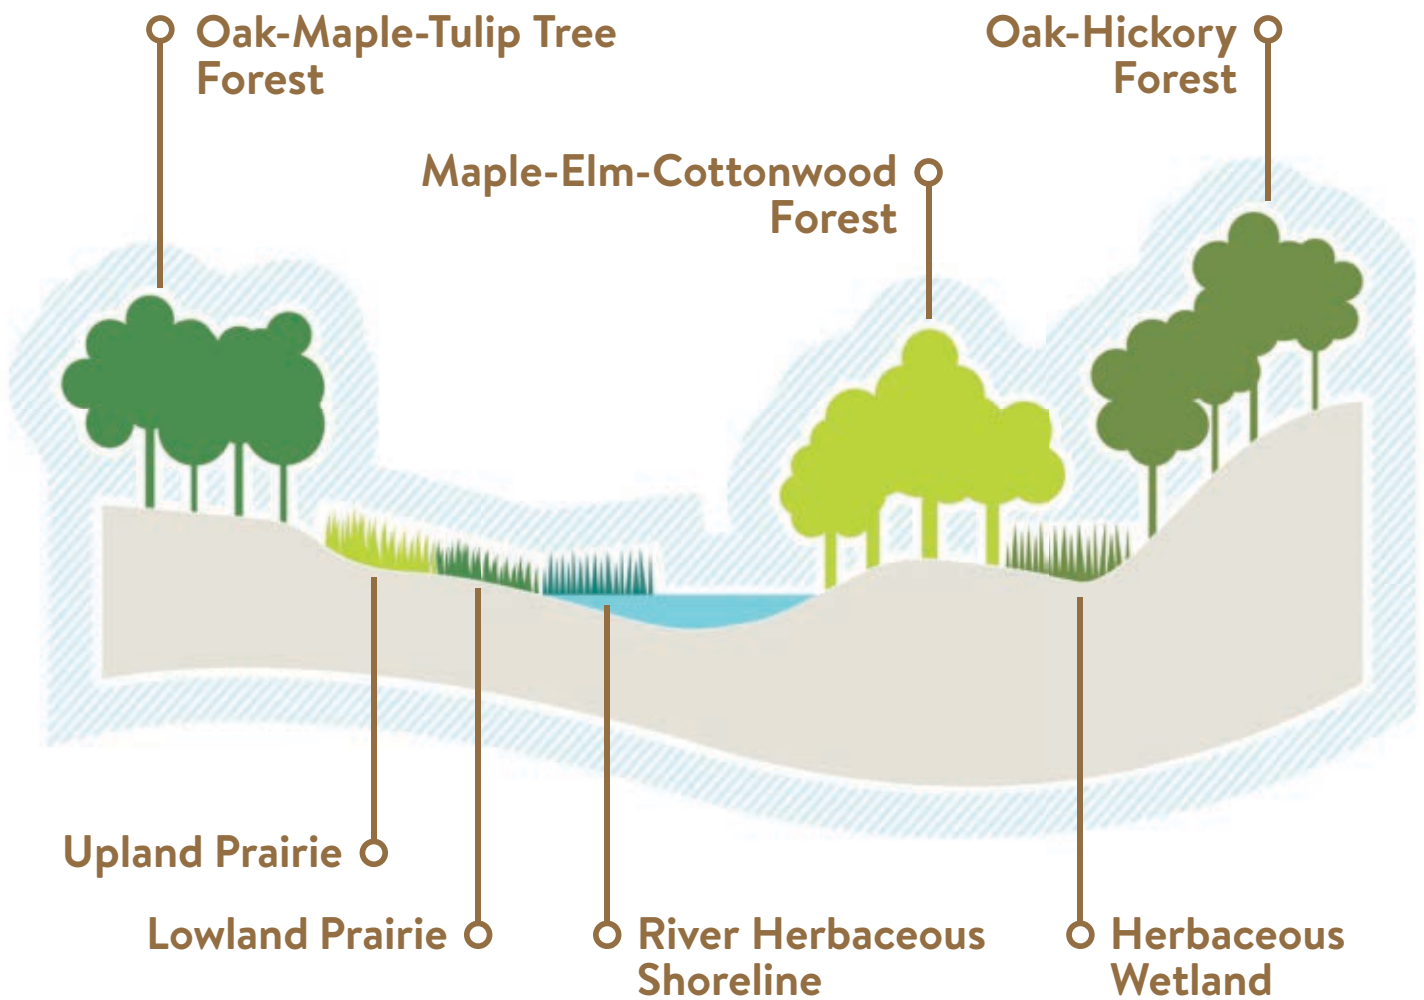 Oak-Maple-Tulip Tree
Forest
Oak-Hickory
Forest
Maple-Elm-Cottonwood
Forest
Upland Prairie
Lowland Prairie
River Herbaceous
Shoreline
Herbaceous
Wetland